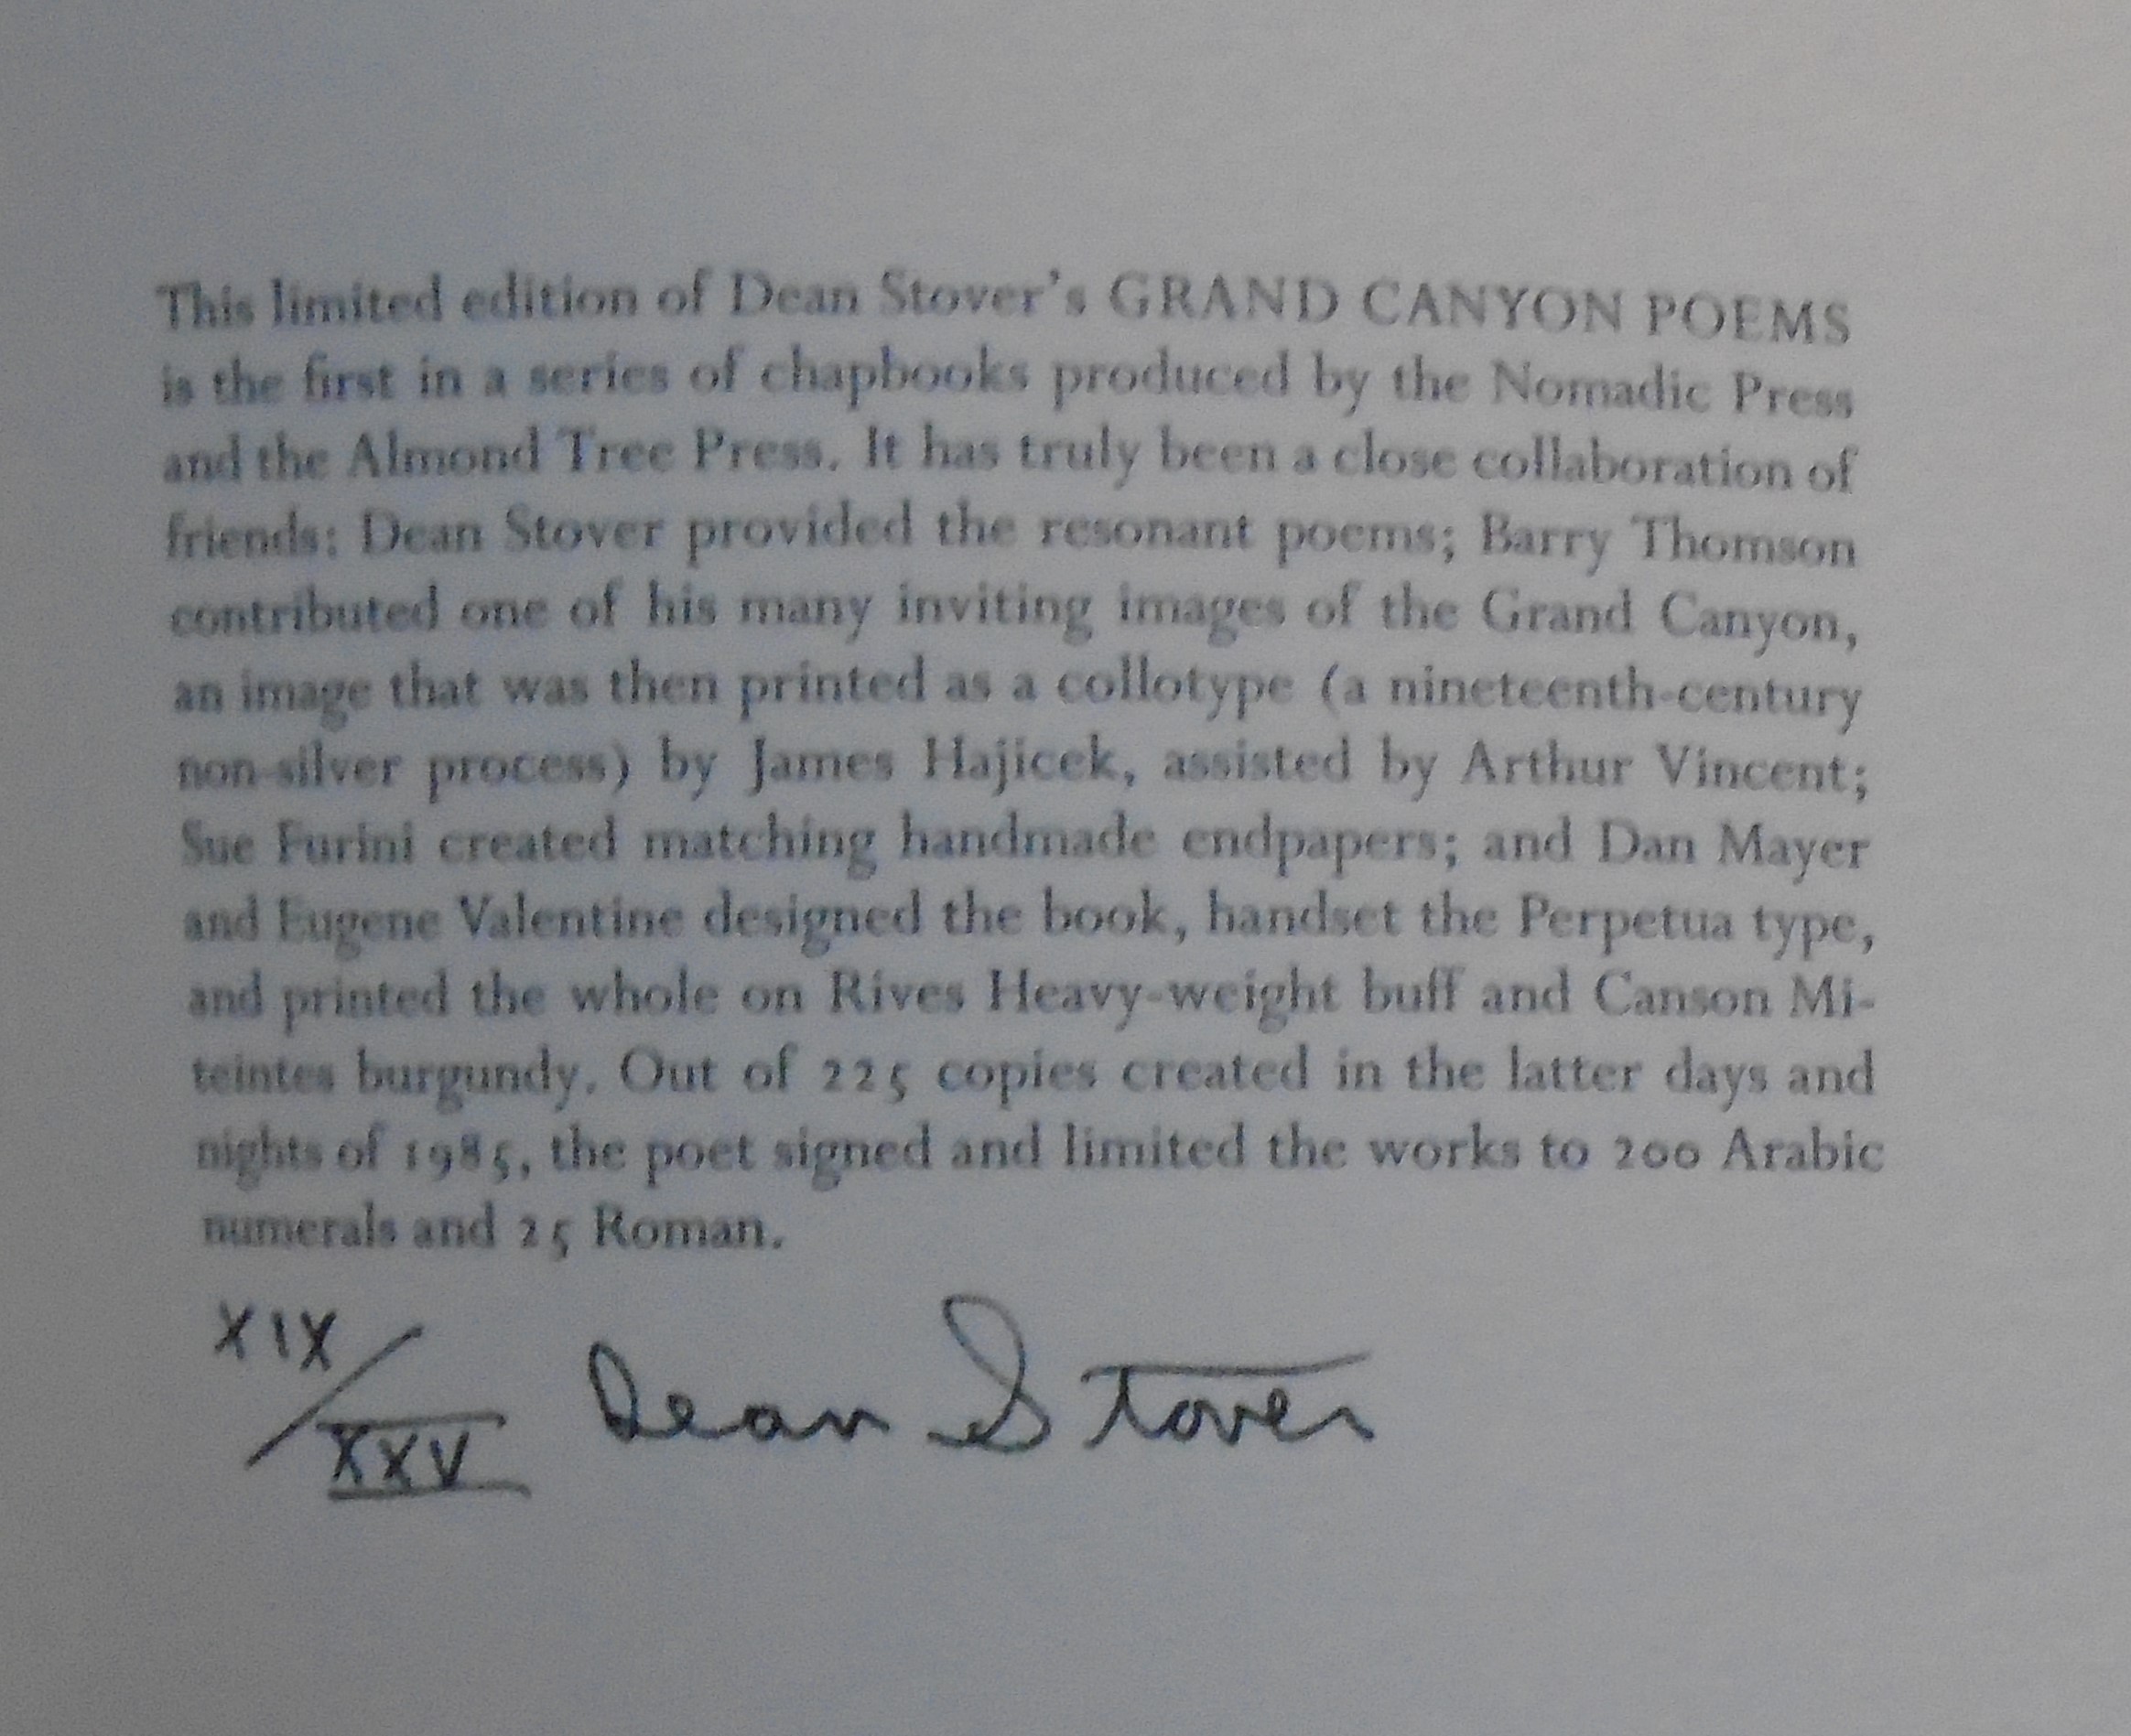 This limited edition of Dean Stover's GRAND CANYON POEMS
is the first in a series of chapbooks produced by the Nomadic Press
and the Almond Tree Press. It has truly been a close collaboration of
friends: Dean Stover provided the resonant poems; Barry Thomson
contributed one of his many inviting images of the Grand Canyon,
an image that was then printed as a collotype (a nineteenth-century
non-silver process) by James Hajicek, assisted by Arthur Vincent;
Sue Furini created matching handmade endpapers; and Dan Mayer
and Eugene Valentine designed the book, handset the Perpetua type,
and printed the whole on Rives Heavy-weight buff and Canson Mi-
teintes burgundy. Out of 225 copies created in the latter days and
nights of 1985, the poet signed and limited the works to 200 Arabic
numerals and 25 Roman.
XIX/XXV Dean Stover